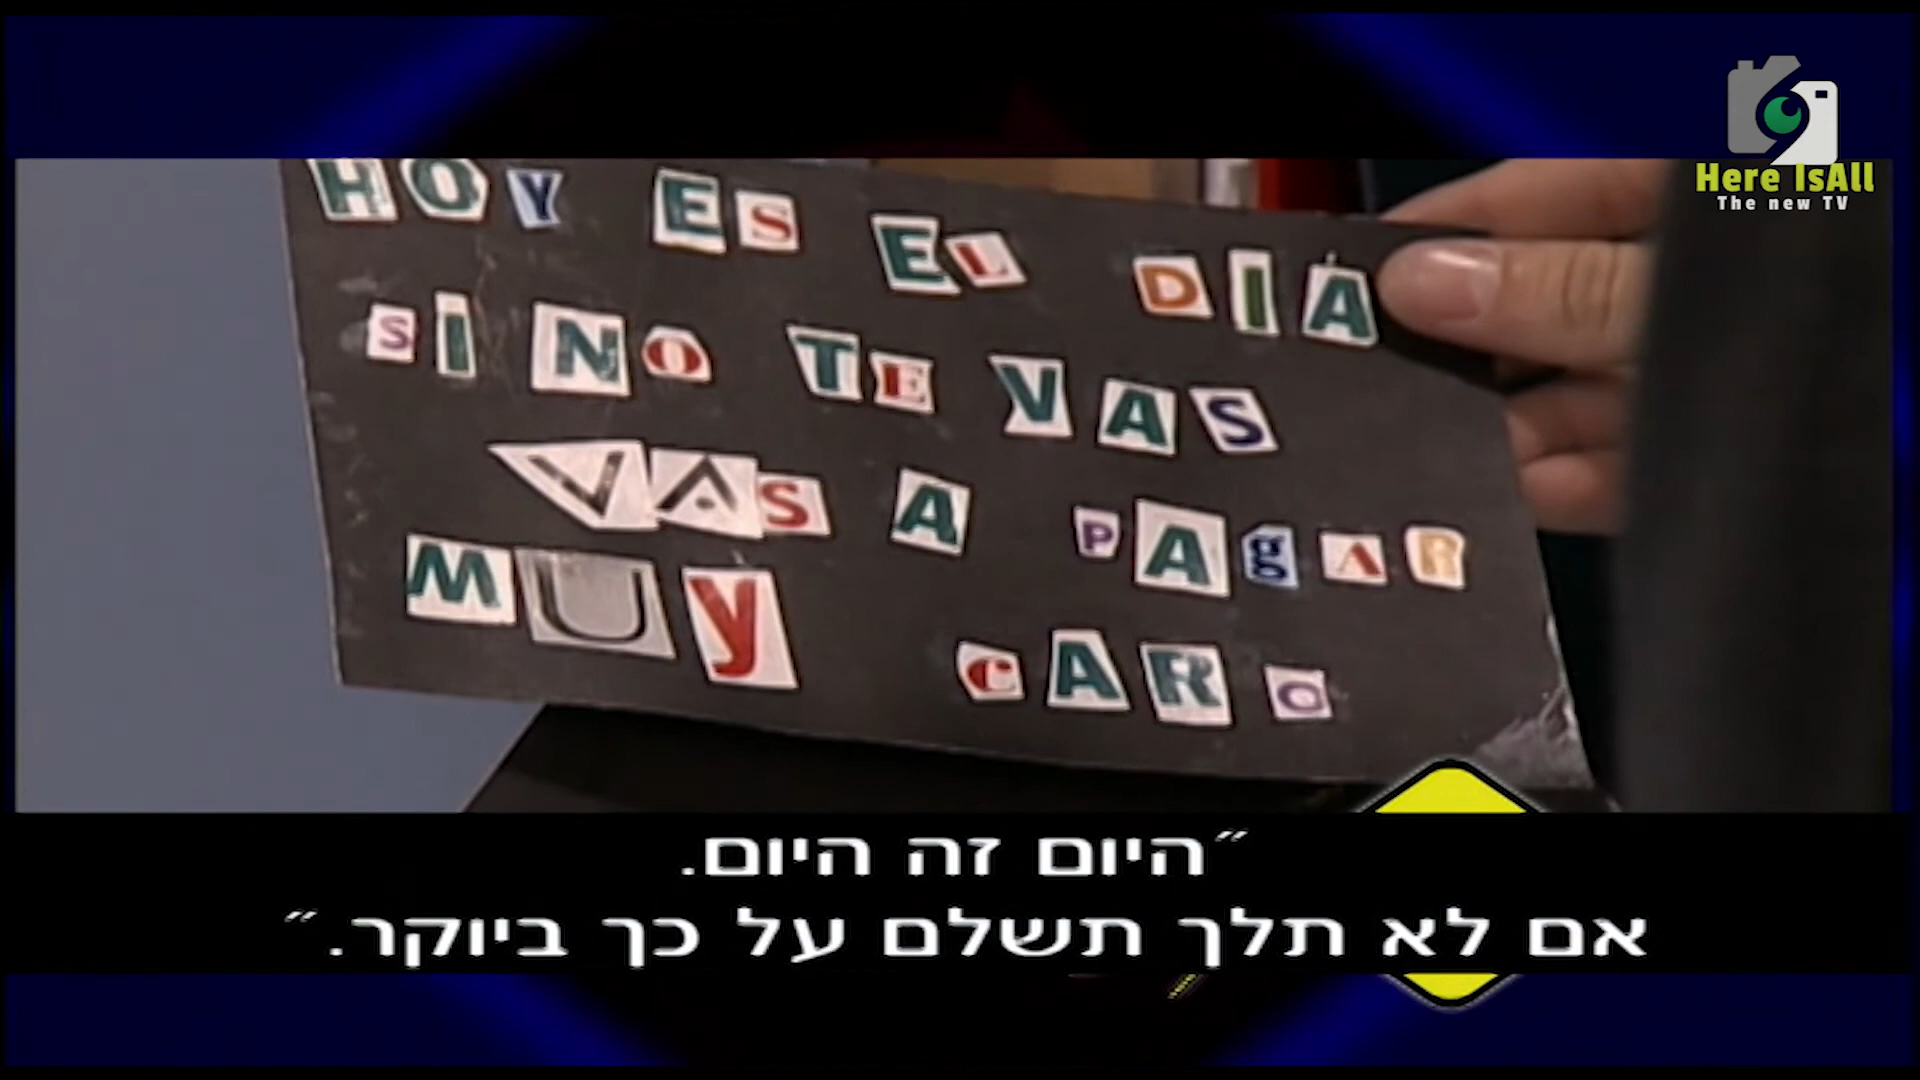 Here IsAll
The new TV
HOY ES EL DIA
SI NO TE VAS
VAS A PAgAR
MUy CARO
"היום זה היום.
אם לא תלך תשלם על כך ביוקר."